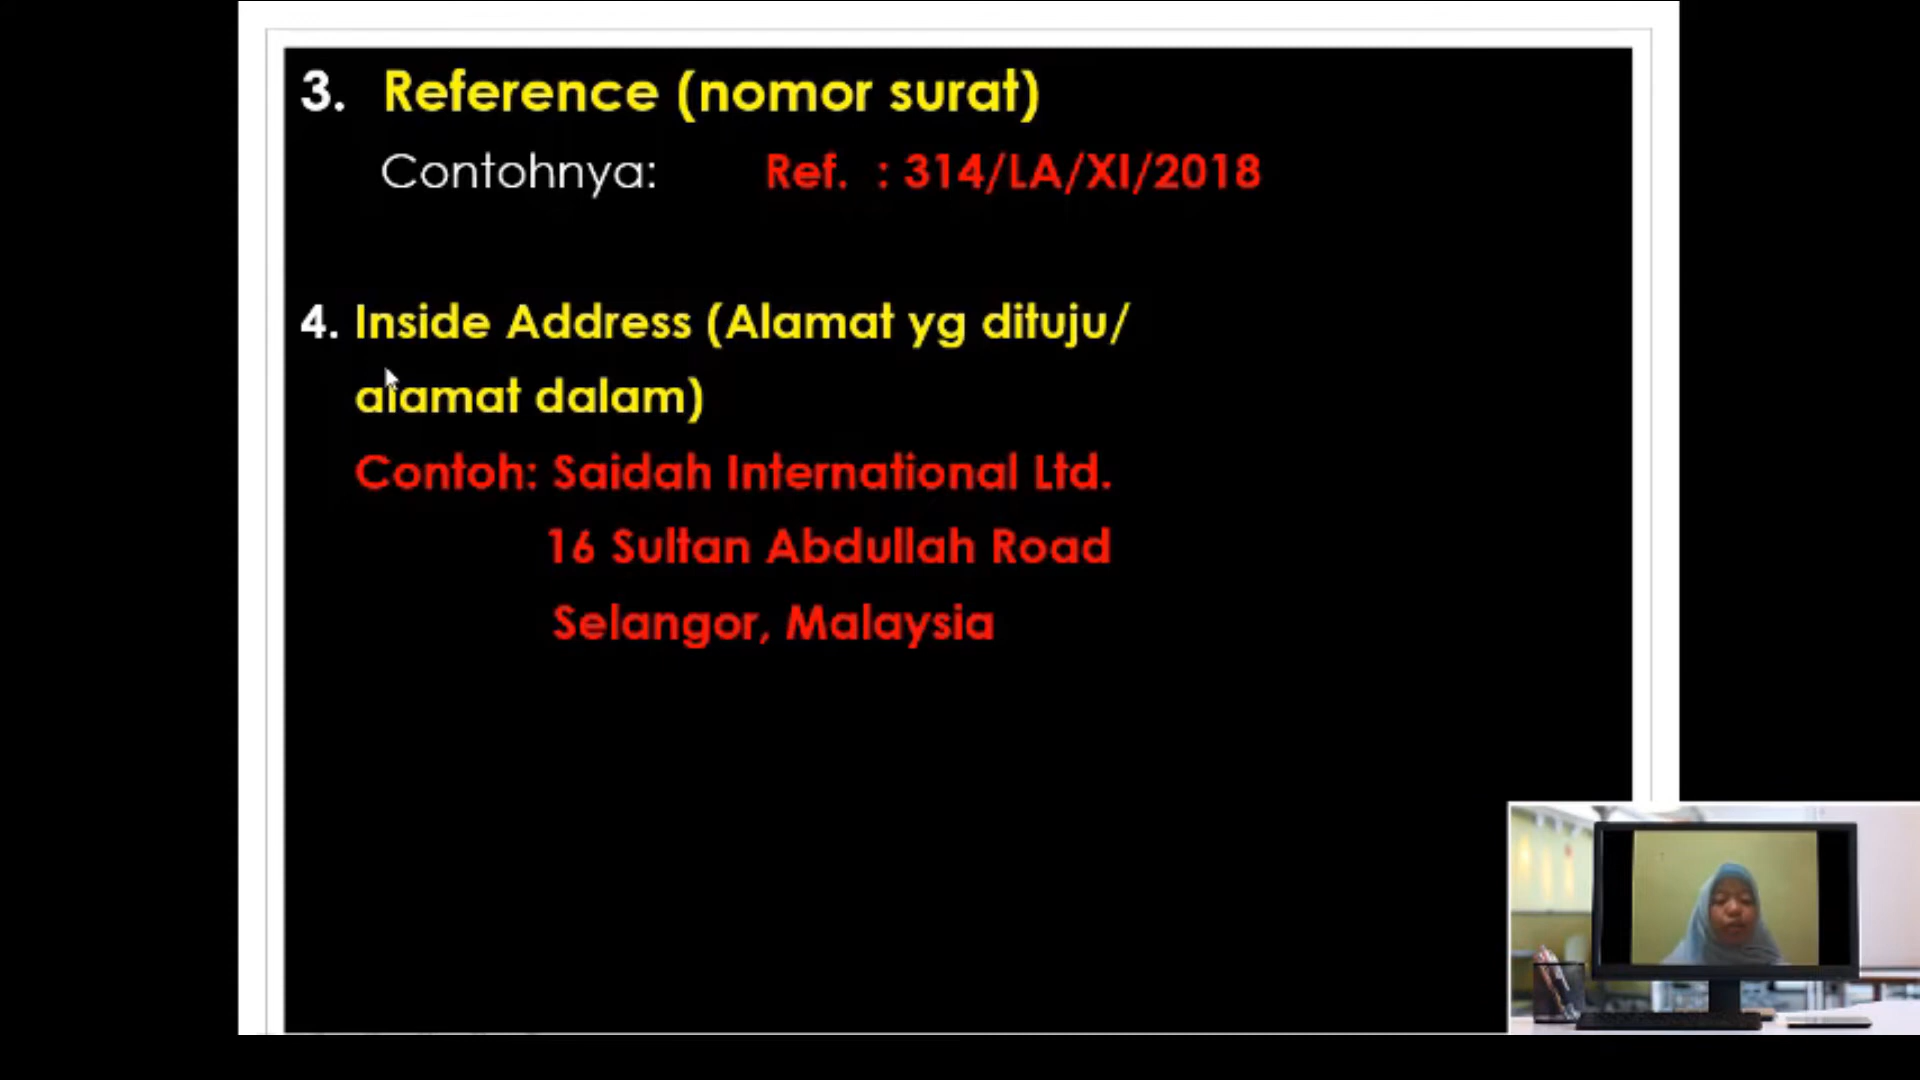 3. Reference (nomor surat)
Contohnya: Ref. : 314/LA/XI/2018
4. Inside Address (Alamat yg dituju/
alamat dalam)
Contoh: Saidah International Ltd.
16 Sultan Abdullah Road
Selangor, Malaysia